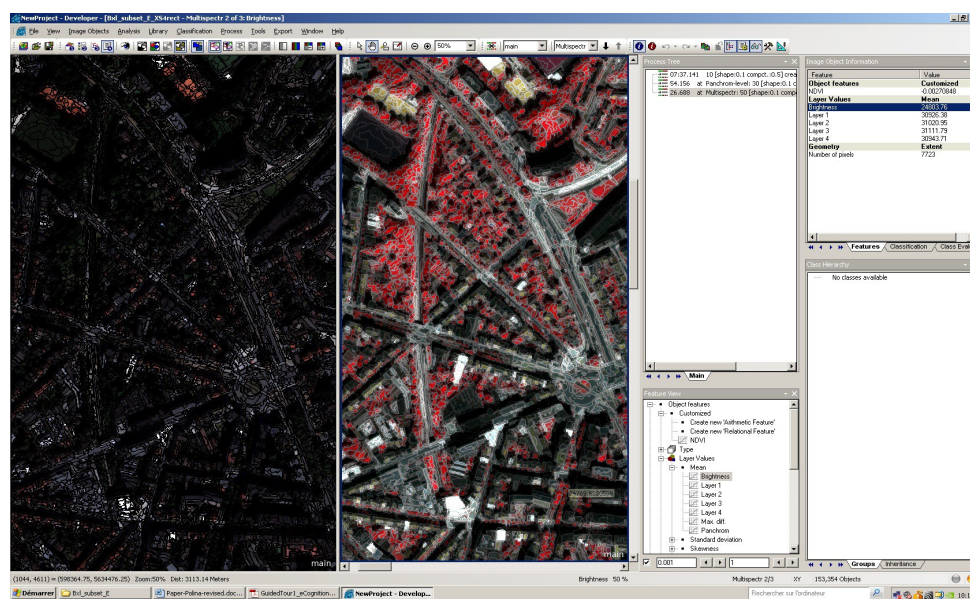 NewProject - Developer - [Bxl_subset_E_XS4rect - Multispectr 2 of 3: Brightness]
File View Image Objects Analysis Library Classification Process Tools Export Window Help
50% main Multispectr
Process Tree
07:37.141 10 [shape:0.1 compct.:0.5] crea
54.156 at Panchrom-level: 30 [shape:0.1 c
26.688 at Multispectr: 50 [shape:0.1 comp
Main
Image Object Information
Feature Value
Object features Customized
NDVI -0.00270848
Layer Values Mean
Brightness 24803.76
Layer 1 30926.38
Layer 2 31020.95
Layer 3 31111.79
Layer 4 30943.71
Geometry Extent
Number of pixels 7723
Features Classification Class Eval
Class Hierarchy
No classes available
Groups Inheritance
Feature View
Object features
Customized
Create new 'Arithmetic Feature'
Create new 'Relational Feature'
NDVI
Type
Layer Values
Mean
Brightness
Layer 1
Layer 2
Layer 3
Layer 4
Max. diff.
Panchrom
Standard deviation
Skewness
0.001 1
main
main
(1044, 4611) = (598364.75, 5634476.25) Zoom:50% Dist: 3113.14 Meters
Brightness 50 % Multispectr 2/3 XY 153,354 Objects
Démarrer Bxl_subset_E Paper-Polina-revised.doc... GuidedTour1_eCognition... NewProject - Develop...
Rechercher sur l'ordinateur